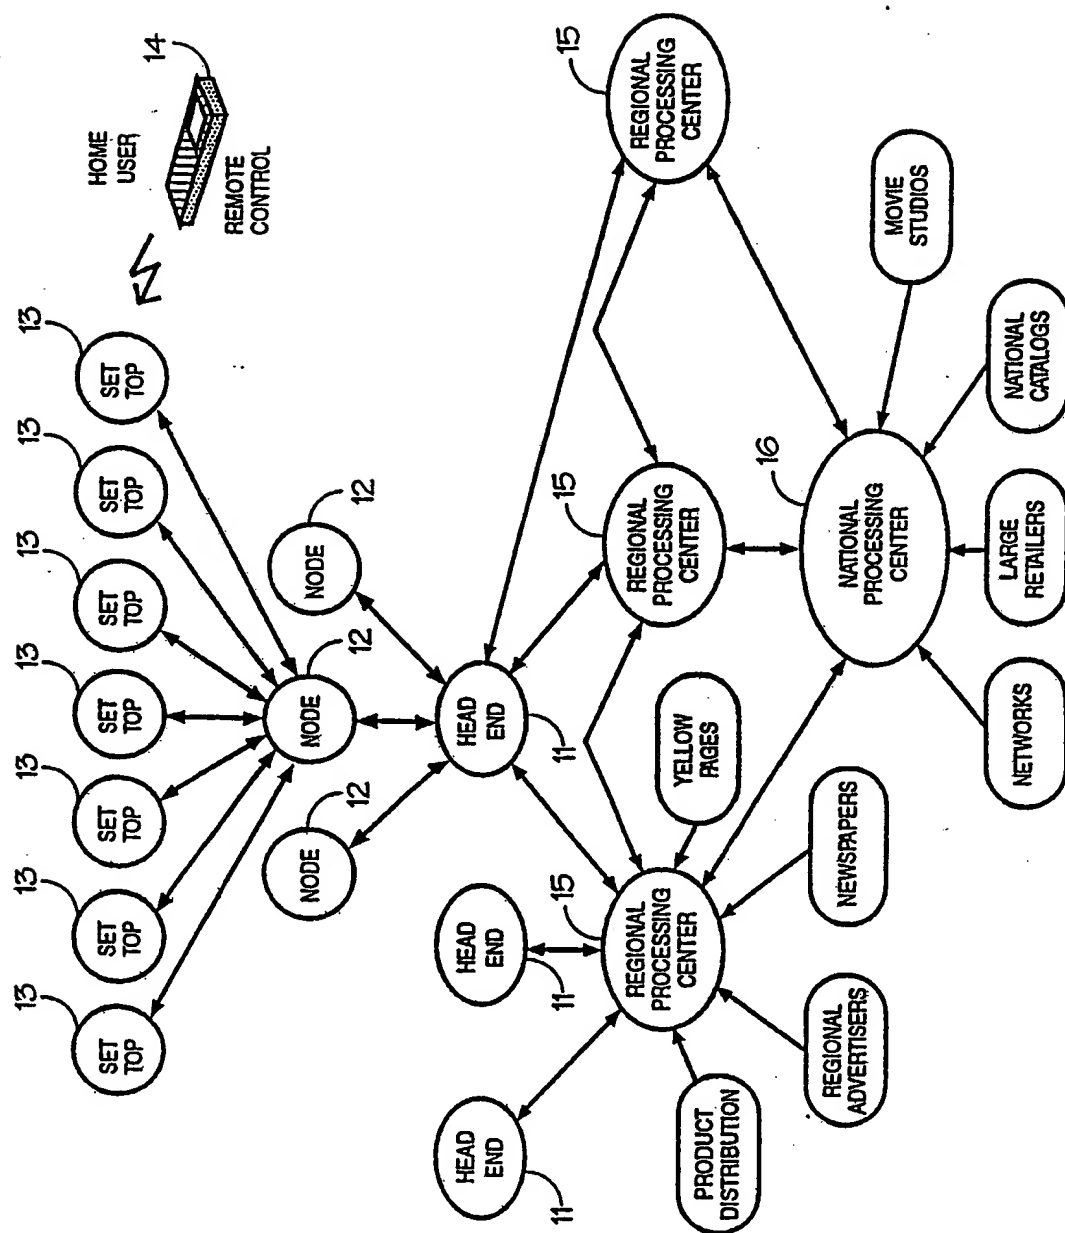 HOME
USER
14
REMOTE
CONTROL
13
SET
TOP
13
SET
TOP
13
SET
TOP
13
SET
TOP
13
SET
TOP
13
SET
TOP
13
SET
TOP
NODE
12
NODE
12
NODE
12
HEAD
END
11
HEAD
END
11
HEAD
END
11
REGIONAL
PROCESSING
CENTER
15
REGIONAL
PROCESSING
CENTER
15
REGIONAL
PROCESSING
CENTER
15
YELLOW
PAGES
PRODUCT
DISTRIBUTION
REGIONAL
ADVERTISERS
NEWSPAPERS
NATIONAL
PROCESSING
CENTER
16
NETWORKS
LARGE
RETAILERS
NATIONAL
CATALOGS
MOVIE
STUDIOS